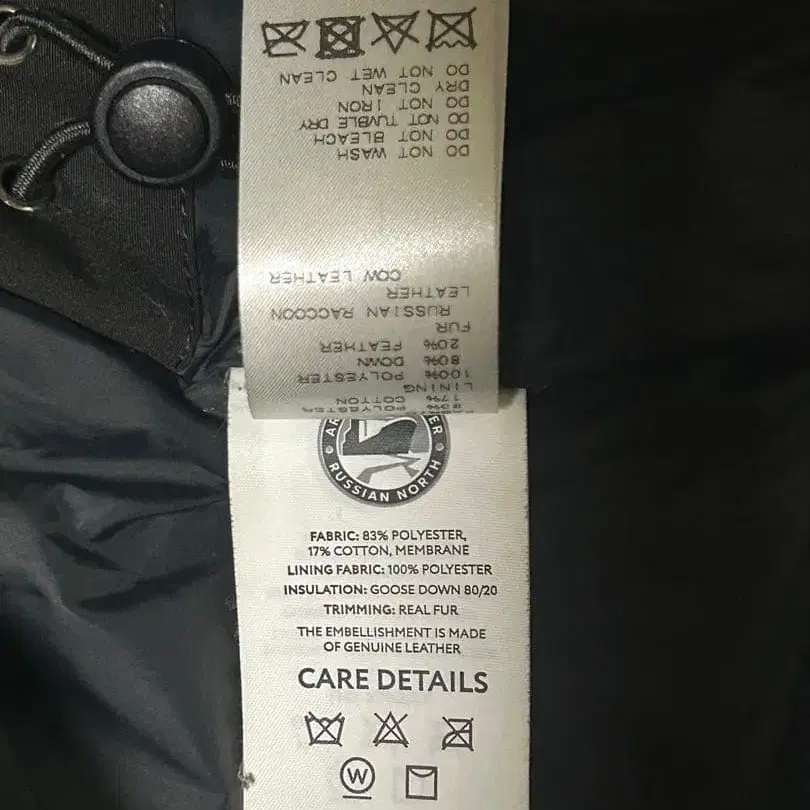 DO NOT WASH
DO NOT BLEACH
DO NOT TUMBLE DRY
DO NOT IRON
DRY CLEAN
DO NOT WET CLEAN
17% COTTON
LINING
100% POLYESTER
80% DOWN
20% FEATHER
FUR
RUSSIAN RACCOON
LEATHER
COW LEATHER
RUSSIAN NORTH
FABRIC: 83% POLYESTER,
17% COTTON, MEMBRANE
LINING FABRIC: 100% POLYESTER
INSULATION: GOOSE DOWN 80/20
TRIMMING: REAL FUR
THE EMBELLISHMENT IS MADE
OF GENUINE LEATHER
CARE DETAILS
W